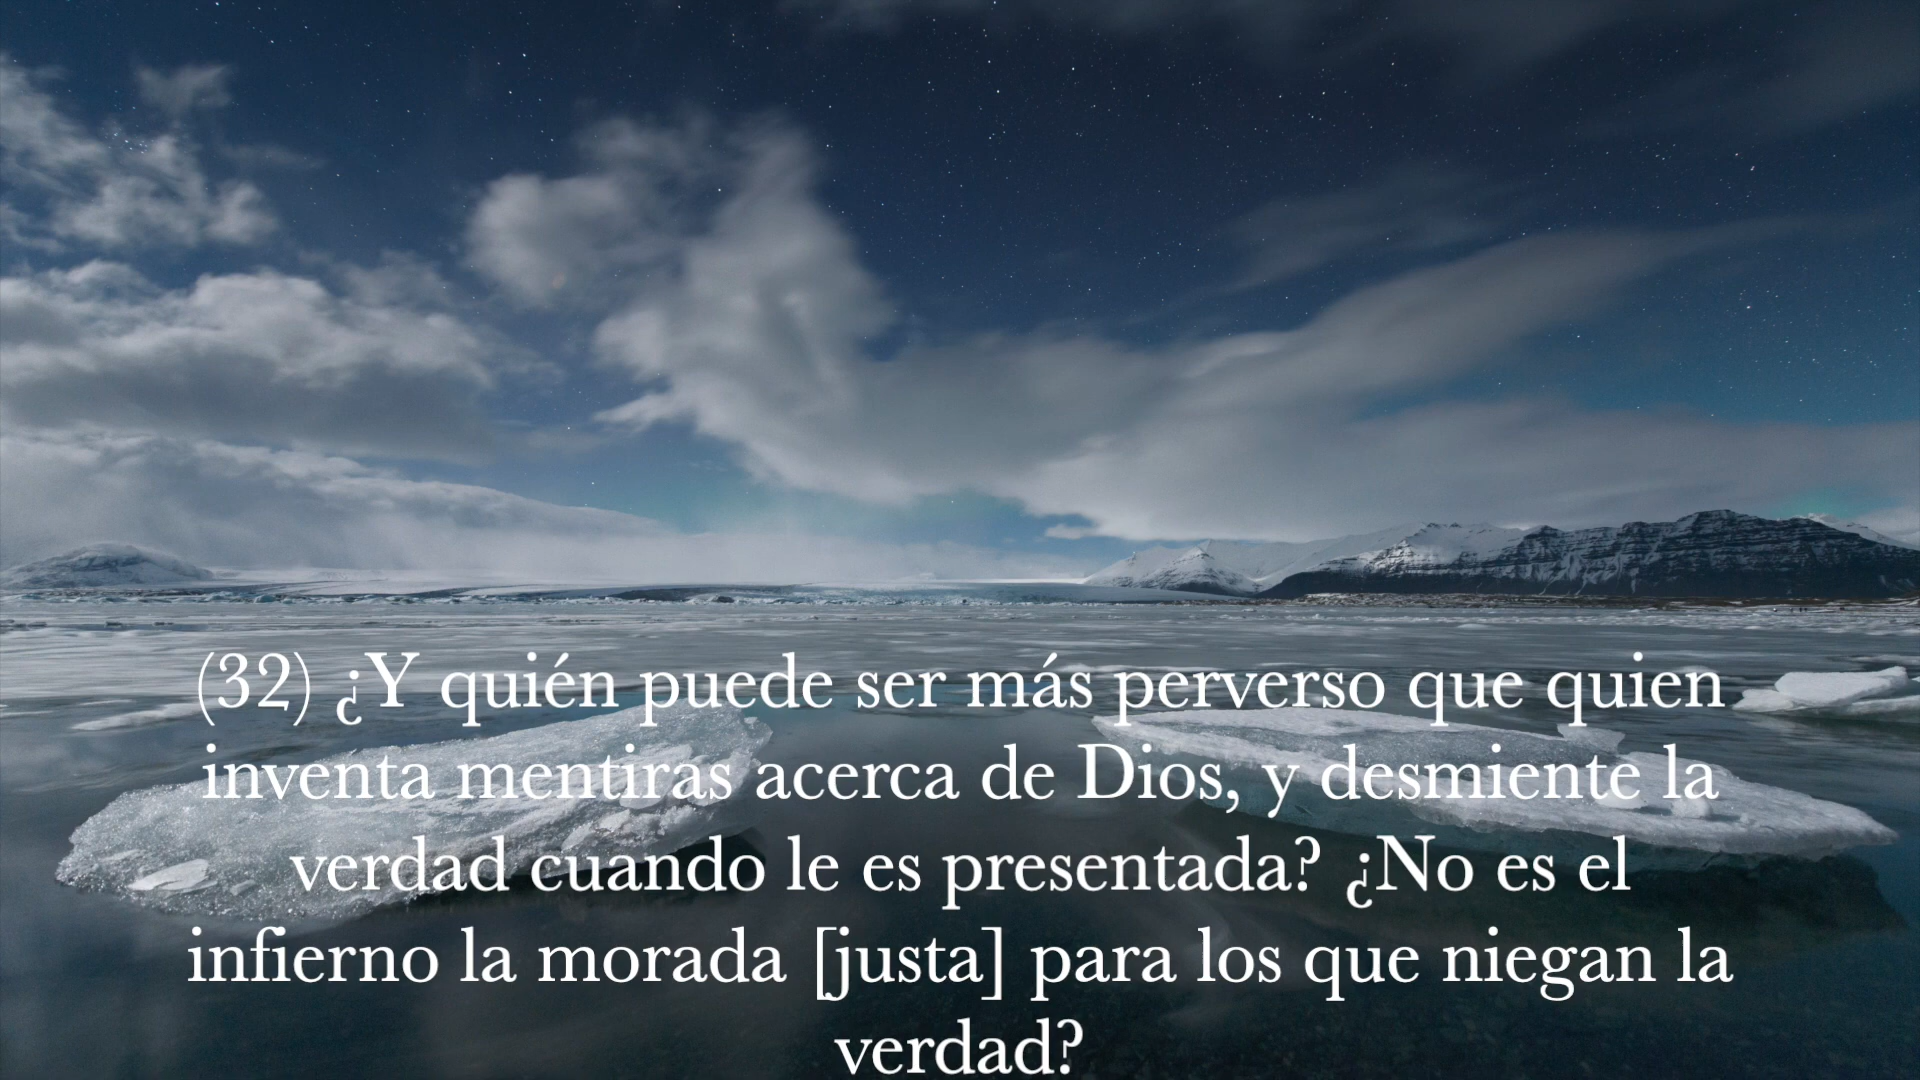 (32) ¿Y quién puede ser más perverso que quien
inventa mentiras acerca de Dios, y desmiente la
verdad cuando le es presentada? ¿No es el
infierno la morada [justa] para los que niegan la
verdad?